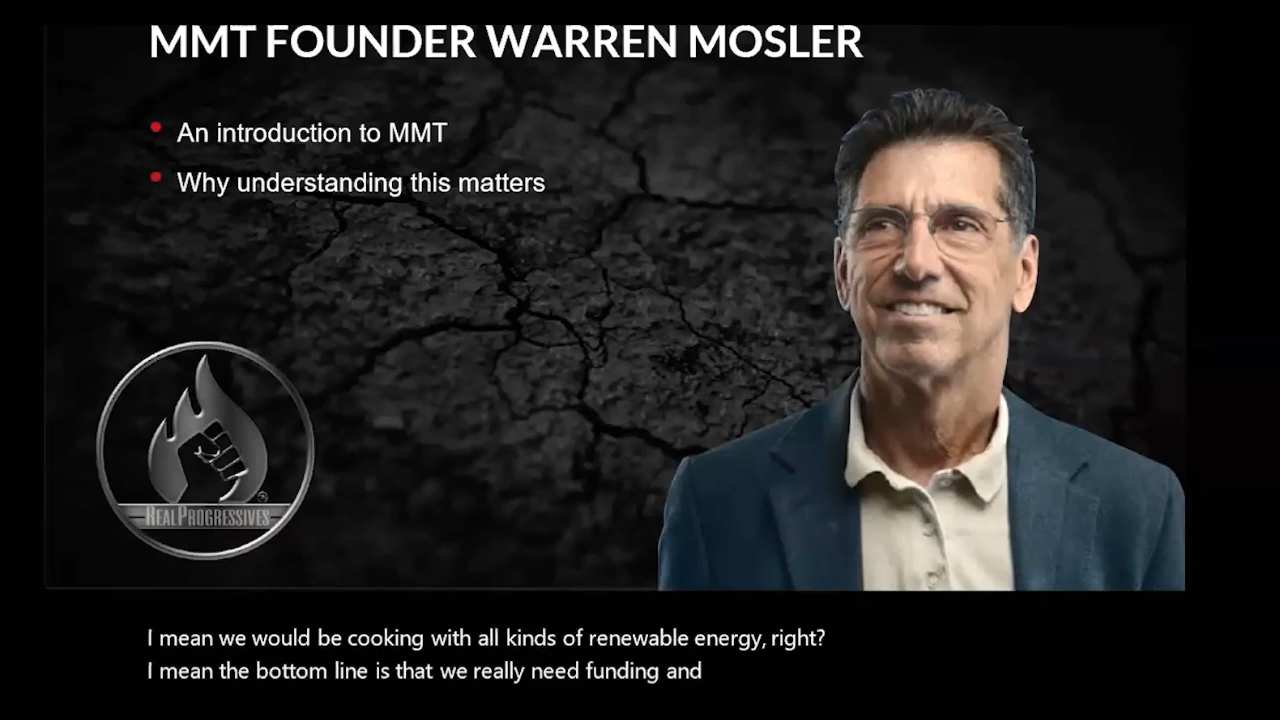 MMT FOUNDER WARREN MOSLER
An introduction to MMT
Why understanding this matters
REALPROGRESSIVES
®
I mean we would be cooking with all kinds of renewable energy, right?
I mean the bottom line is that we really need funding and